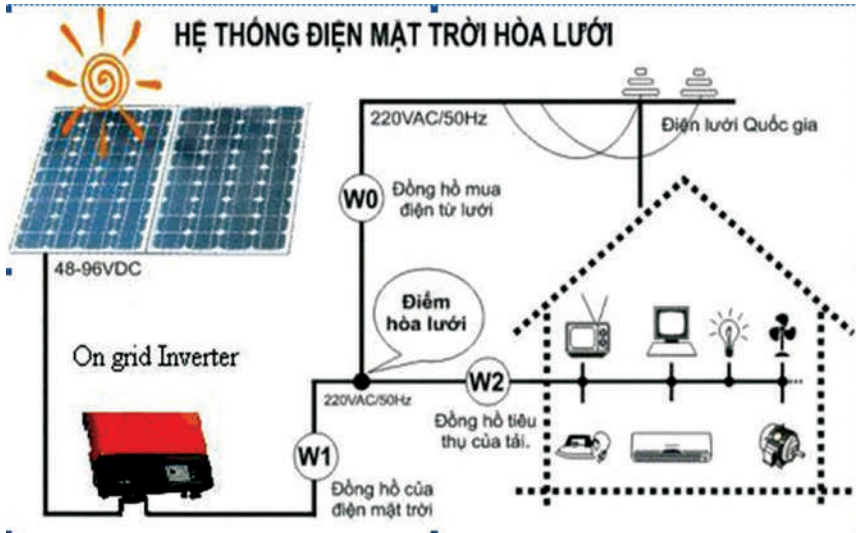 HỆ THỐNG ĐIỆN MẶT TRỜI HÒA LƯỚI
220VAC/50Hz
Điện lưới Quốc gia
W0
Đồng hồ mua
điện từ lưới
48-96VDC
Điểm
hòa lưới
On grid Inverter
W2
220VAC/50Hz
Đồng hồ tiêu
thụ của tải.
W1
Đồng hồ của
điện mặt trời